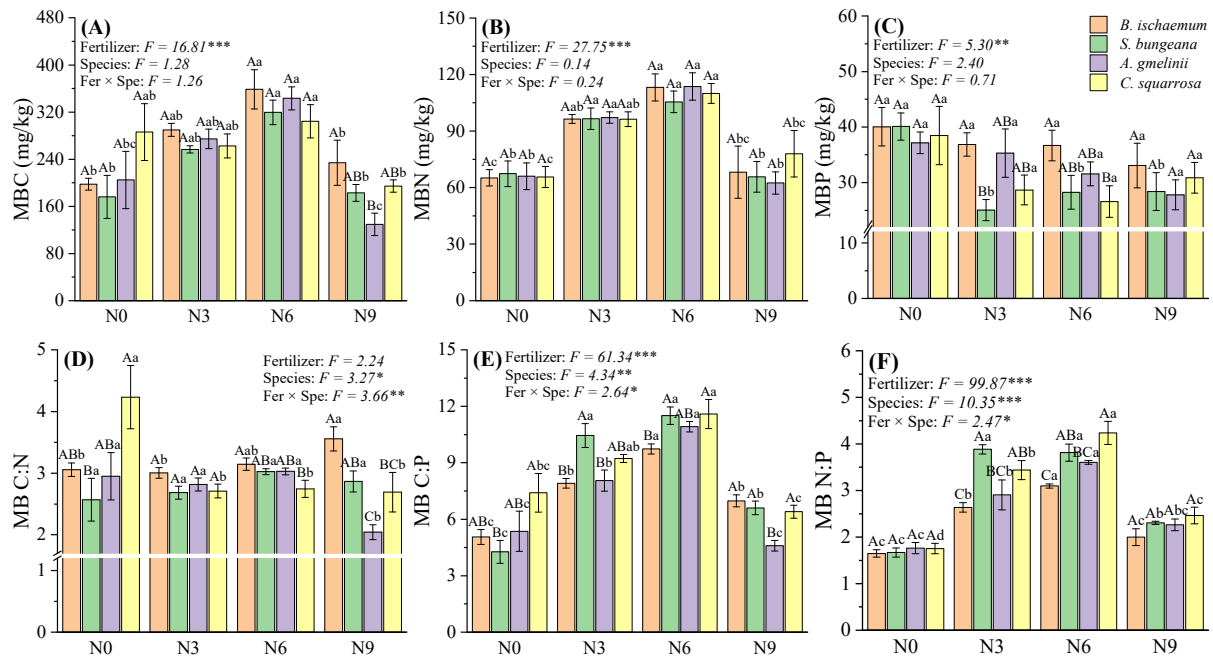 (A)
Fertilizer: F = 16.81***
Species: F = 1.28
Fer × Spe: F = 1.26
MBC (mg/kg)
480
360
240
120
0
Ab Ab Ab Aab
Aab Aab Aab Aab
Aa Aa Aa Aa
Ab ABb Bc ABb
N0 N3 N6 N9
(B)
Fertilizer: F = 27.75***
Species: F = 0.14
Fer × Spe: F = 0.24
MBN (mg/kg)
150
120
90
60
30
0
Ac Ab Ab Ac
Aab Aa Aab Aab
Aa Aa Aa Aa
Abc Ab Ab Abc
N0 N3 N6 N9
(C)
Fertilizer: F = 5.30**
Species: F = 2.40
Fer × Spe: F = 0.71
MBP (mg/kg)
60
50
40
30
10
0
Aa Aa Aa Aa
Aa Bb ABa ABa
Aa ABb ABa Ba
Aa Ab Aa Aa
N0 N3 N6 N9
B. ischaemum
S. bungeana
A. gmelinii
C. squarrosa
(D)
Fertilizer: F = 2.24
Species: F = 3.27*
Fer × Spe: F = 3.66**
MB C:N
5
4
3
2
1
0
ABb Ba ABa Aa
Ab Aa Aa Ab
Aab ABa ABa Bb
Aa ABa Cb BCb
N0 N3 N6 N9
(E)
Fertilizer: F = 61.34***
Species: F = 4.34**
Fer × Spe: F = 2.64*
MB C:P
15
12
9
6
3
0
ABc Bc ABc Ac
Bb Aa Bb ABab
Ba Aa ABa Aa
Ab Ab Bc Ac
N0 N3 N6 N9
(F)
Fertilizer: F = 99.87***
Species: F = 10.35***
Fer × Spe: F = 2.47*
MB N:P
6
5
4
3
2
1
0
Ac Ac Ac Ad
Cb Aa BCb ABb
Ca ABa BCa Aa
Ac Ab Abc Ac
N0 N3 N6 N9